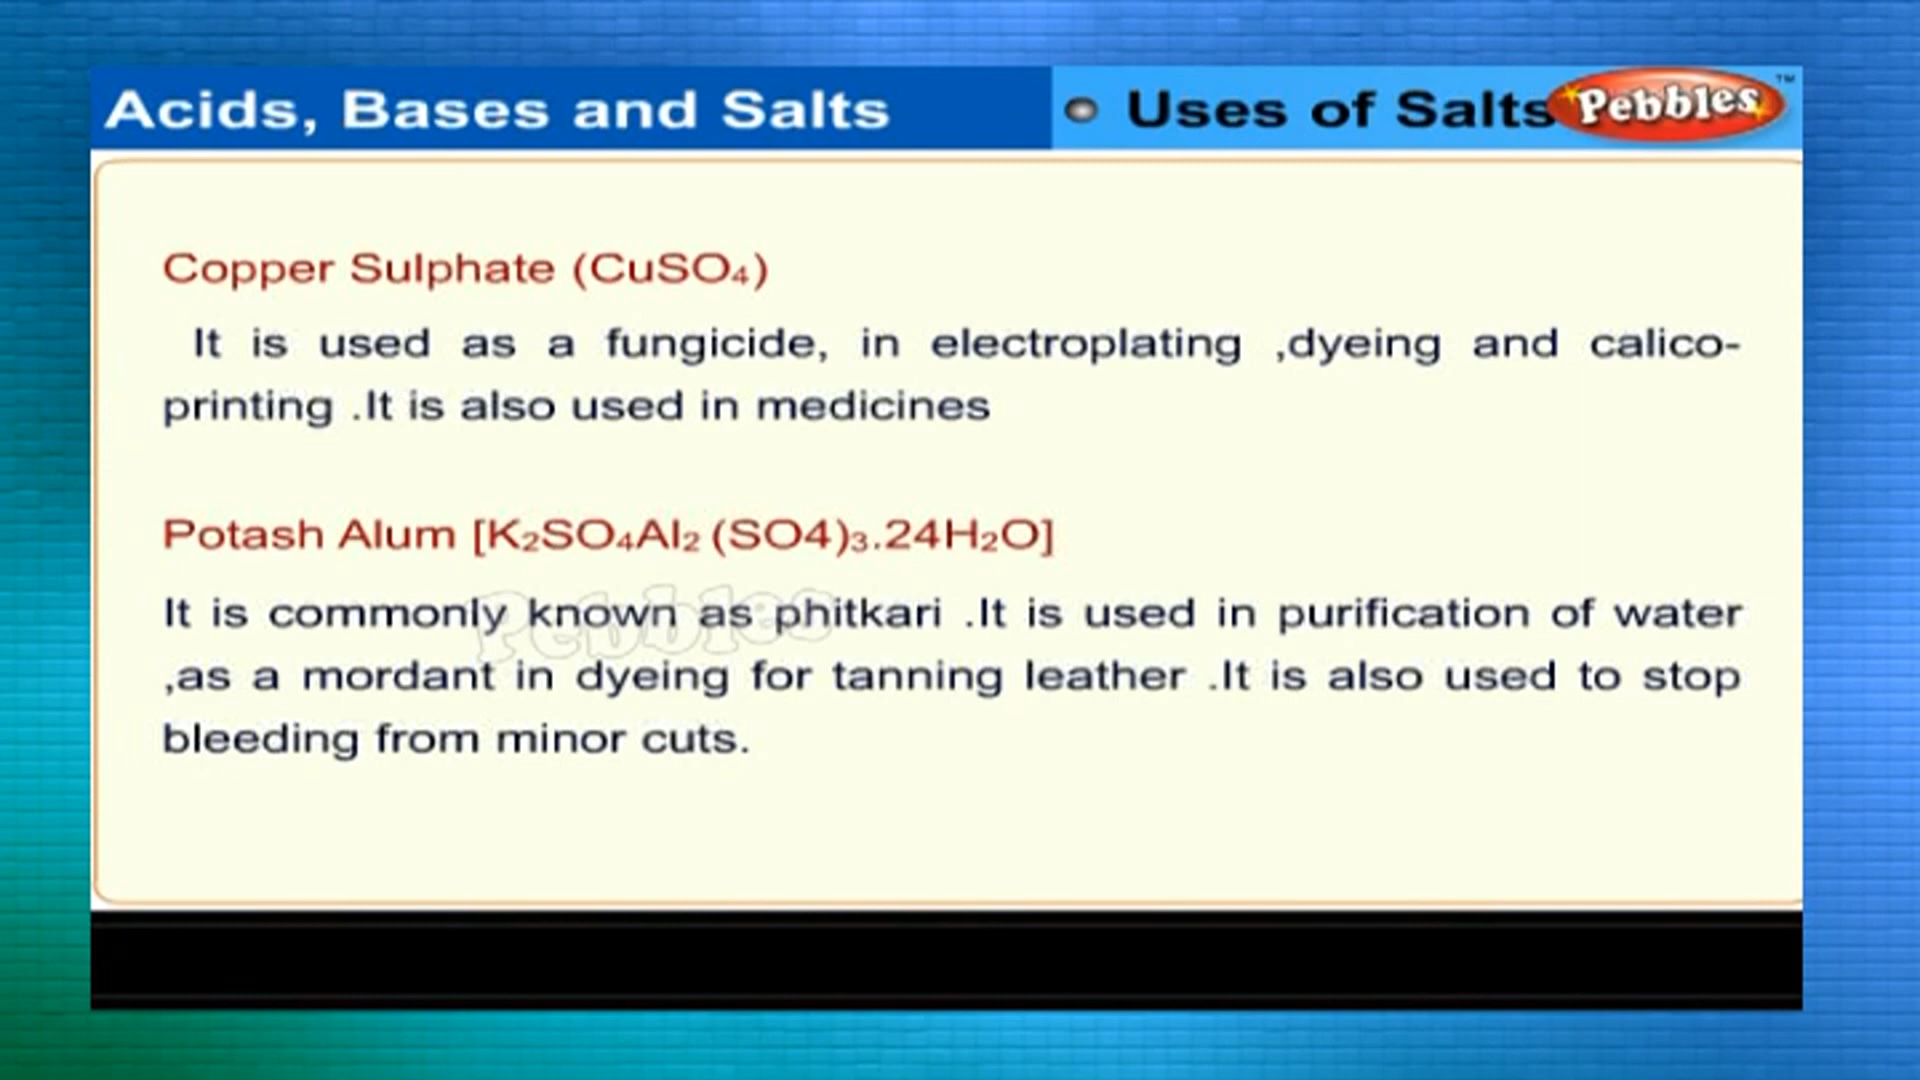 Acids, Bases and Salts
Uses of Salts
Pebbles
TM
Copper Sulphate (CuSO₄)
It is used as a fungicide, in electroplating ,dyeing and calico-
printing .It is also used in medicines
Potash Alum [K₂SO₄Al₂ (SO4)₃.24H₂O]
It is commonly known as phitkari .It is used in purification of water
,as a mordant in dyeing for tanning leather .It is also used to stop
bleeding from minor cuts.
Pebbles